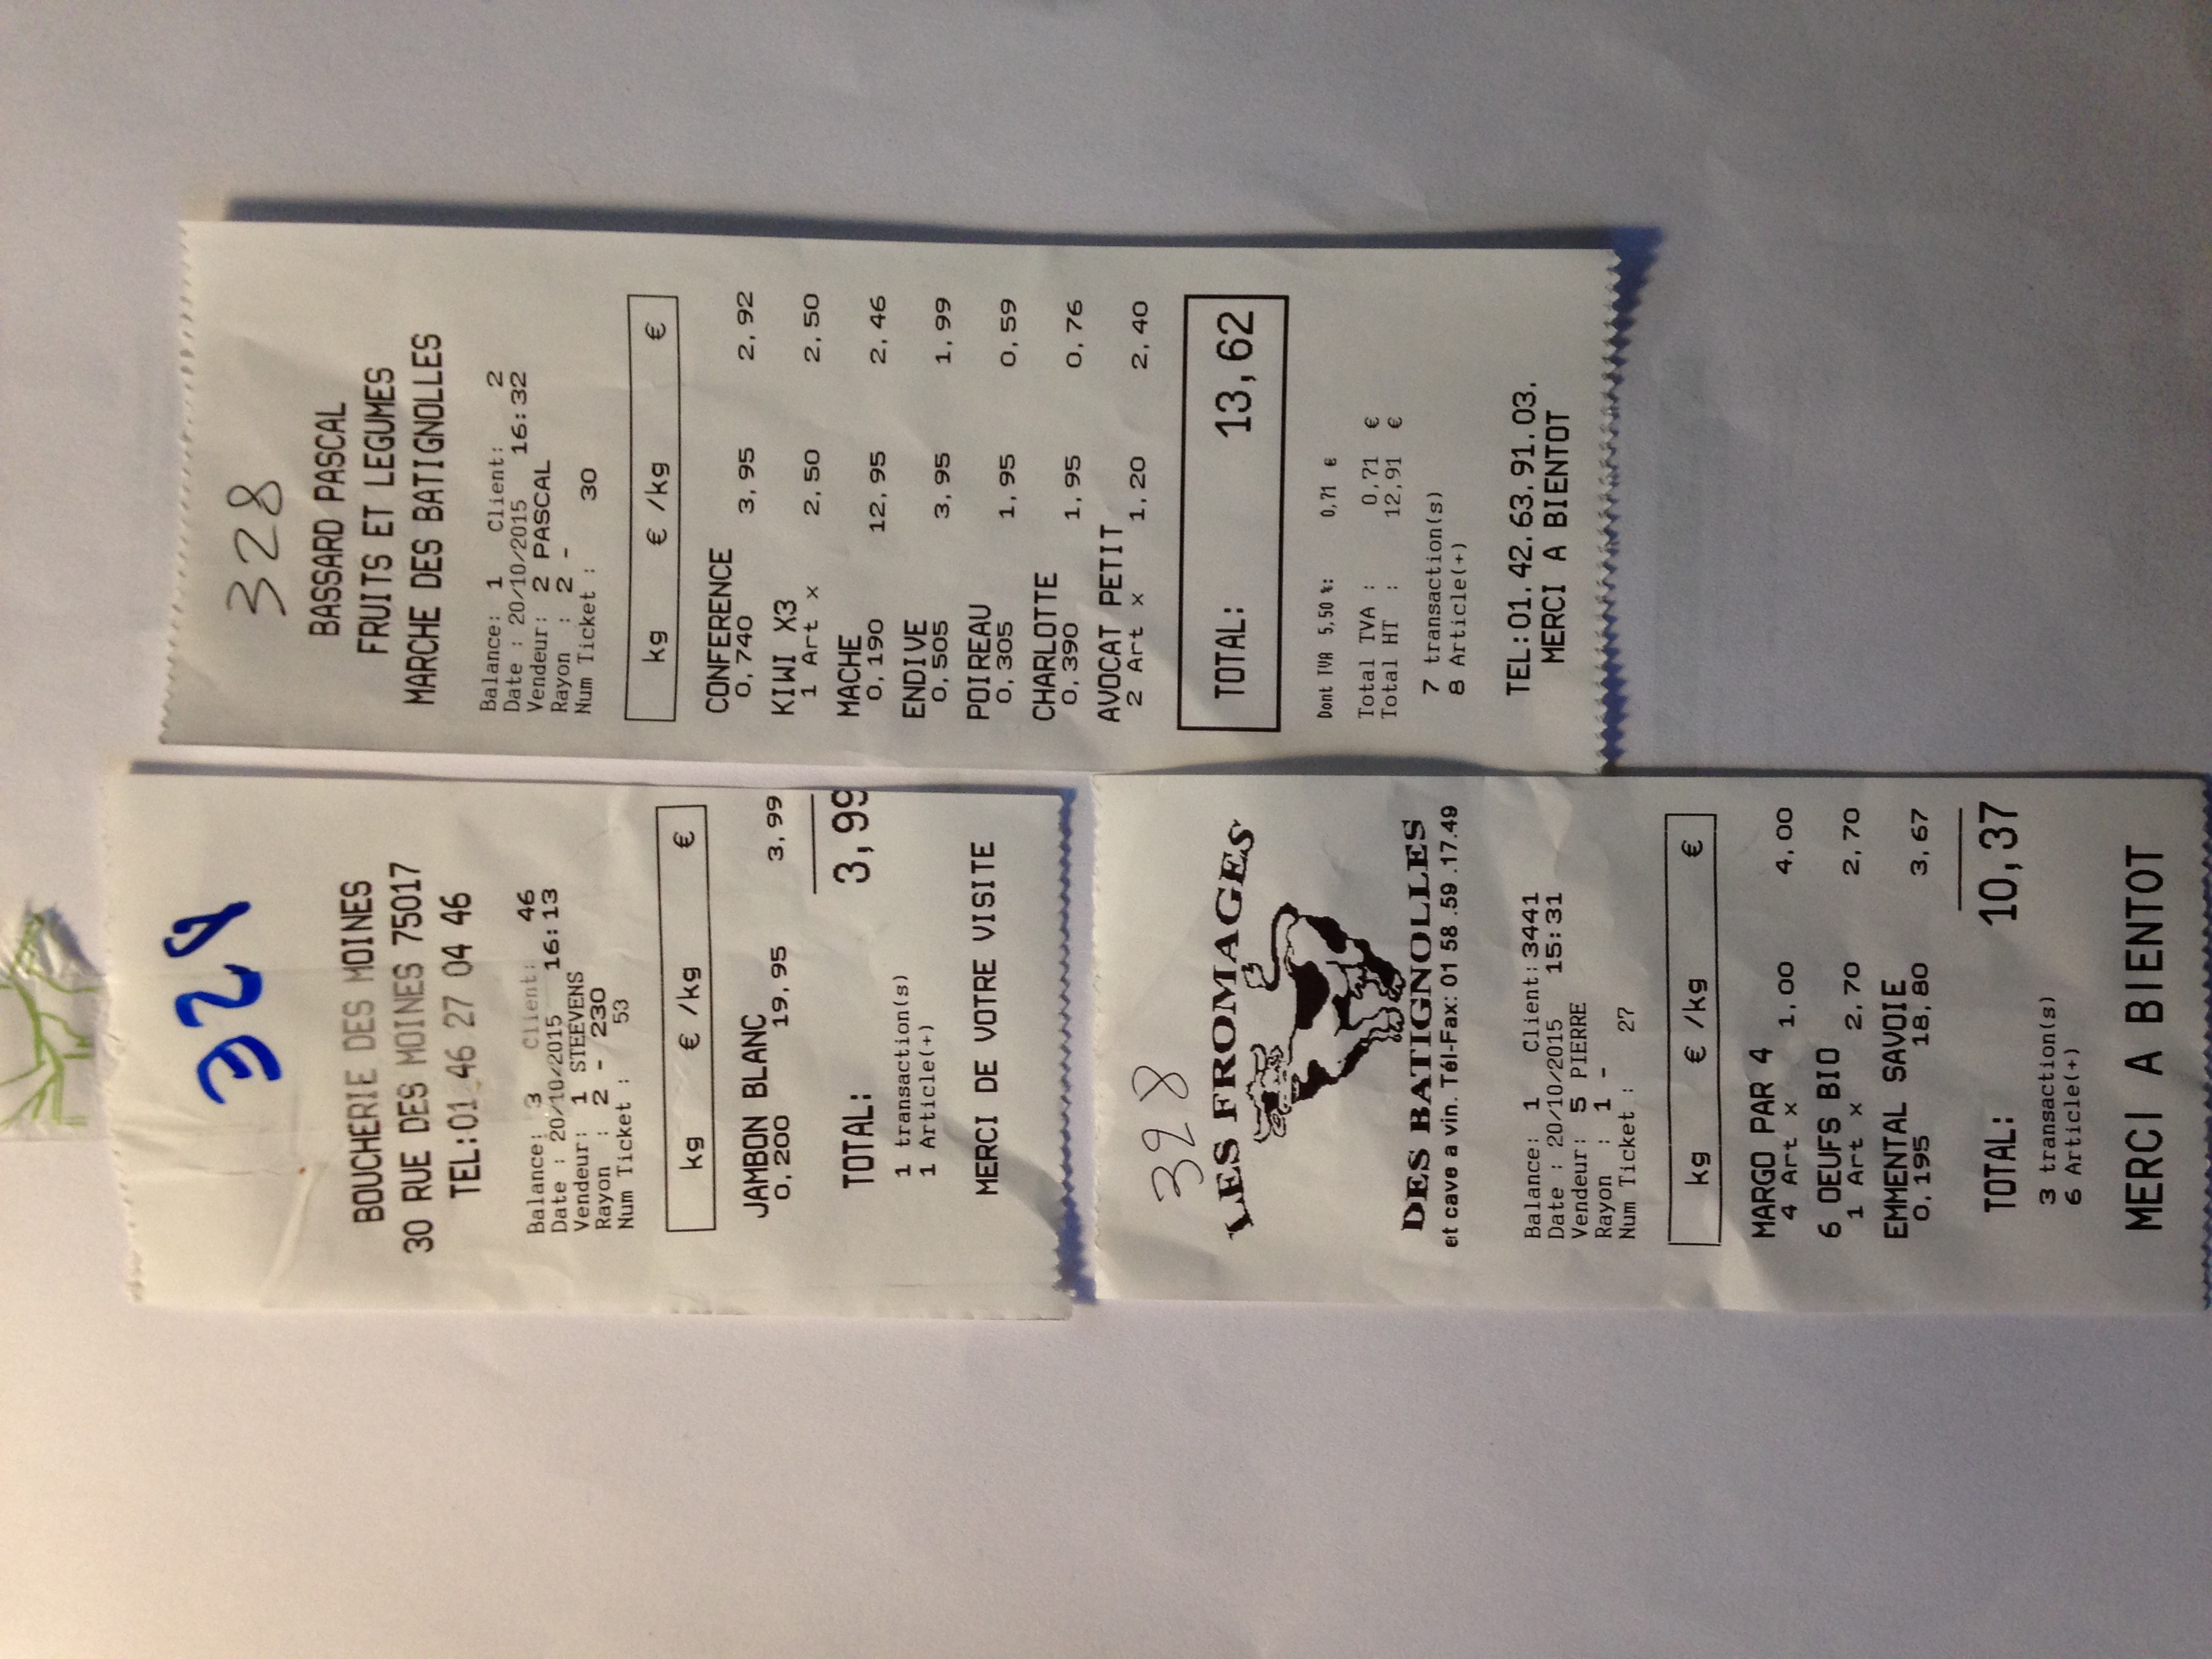 328
BOUCHERIE DES MOINES
30 RUE DES MOINES 75017
TEL:01 46 27 04 46
Balance: 3 Client: 46
Date : 20/10/2015 16:13
Vendeur: 1 STEEVENS
Rayon : 2 - 230
Num Ticket : 53
kg € /kg €
JAMBON BLANC
0,200 19,95 3,99
TOTAL: 3,99
1 transaction(s)
1 Article(+)
MERCI DE VOTRE VISITE
328
LES FROMAGES
DES BATIGNOLLES
et cave a vin. Tél-Fax: 01 58 .59 .17.49
Balance: 1 Client:3441
Date : 20/10/2015 15:31
Vendeur: 5 PIERRE
Rayon : 1 -
Num Ticket : 27
kg € /kg €
MARGO PAR 4
4 Art x 1,00 4,00
6 OEUFS BIO
1 Art x 2,70 2,70
EMMENTAL SAVOIE
0,195 18,80 3,67
TOTAL: 10,37
3 transaction(s)
6 Article(+)
MERCI A BIENTOT
328
BASSARD PASCAL
FRUITS ET LEGUMES
MARCHE DES BATIGNOLLES
Balance: 1 Client: 2
Date : 20/10/2015 16:32
Vendeur: 2 PASCAL
Rayon : 2 -
Num Ticket : 30
kg € /kg €
CONFERENCE
0,740 3,95 2,92
KIWI X3
1 Art x 2,50 2,50
MACHE
0,190 12,95 2,46
ENDIVE
0,505 3,95 1,99
POIREAU
0,305 1,95 0,59
CHARLOTTE
0,390 1,95 0,76
AVOCAT PETIT
2 Art x 1,20 2,40
TOTAL: 13,62
Dont TVA 5,50 %: 0,71 €
Total TVA : 0,71 €
Total HT : 12,91 €
7 transaction(s)
8 Article(+)
TEL:01.42.63.91.03.
MERCI A BIENTOT